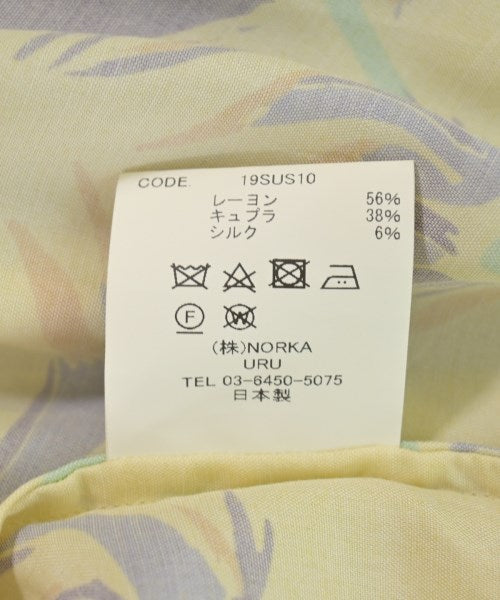 CODE. 19SUS10
レーヨン 56%
キュプラ 38%
シルク 6%
F W
(株)NORKA
URU
TEL 03-6450-5075
日本製